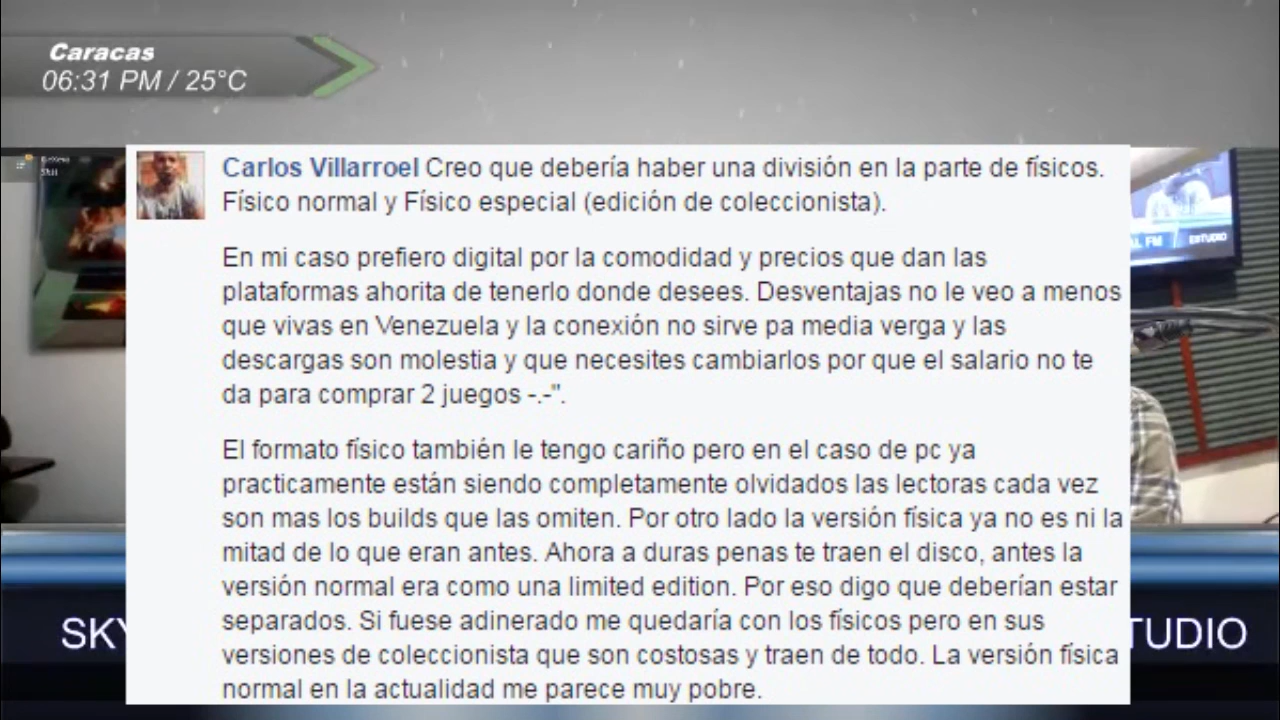 Caracas
06:31 PM / 25°C
Carlos Villarroel Creo que debería haber una división en la parte de físicos.
Físico normal y Físico especial (edición de coleccionista).
En mi caso prefiero digital por la comodidad y precios que dan las
plataformas ahorita de tenerlo donde desees. Desventajas no le veo a menos
que vivas en Venezuela y la conexión no sirve pa media verga y las
descargas son molestia y que necesites cambiarlos por que el salario no te
da para comprar 2 juegos -.-".
El formato físico también le tengo cariño pero en el caso de pc ya
practicamente están siendo completamente olvidados las lectoras cada vez
son mas los builds que las omiten. Por otro lado la versión física ya no es ni la
mitad de lo que eran antes. Ahora a duras penas te traen el disco, antes la
versión normal era como una limited edition. Por eso digo que deberían estar
separados. Si fuese adinerado me quedaría con los físicos pero en sus
versiones de coleccionista que son costosas y traen de todo. La versión física
normal en la actualidad me parece muy pobre.
AL FM
ESTUDIO
SKY
TUDIO